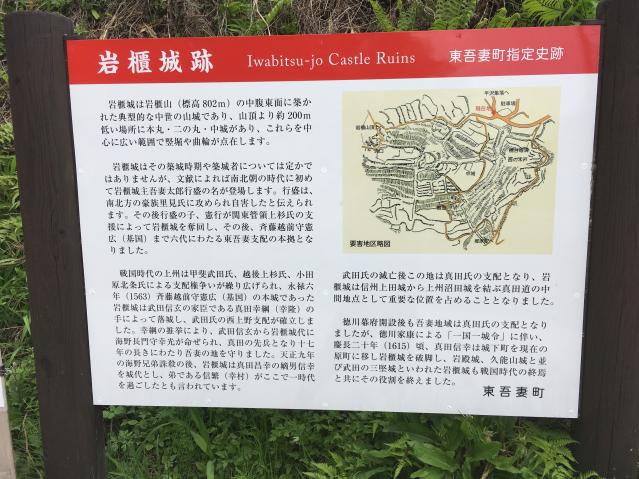 岩櫃城跡 Iwabitsu-jo Castle Ruins 東吾妻町指定史跡
岩櫃城は岩櫃山（標高802m）の中腹東面に築か
れた典型的な中世の山城であり、山頂より約200m
低い場所に本丸・二の丸・中城があり、これらを中
心に広い範囲で竪堀や曲輪が点在します。
岩櫃城はその築城時期や築城者については定かで
はありませんが、文献によれば南北朝の時代に初め
て岩櫃城主吾妻太郎行盛の名が登場します。行盛は、
南北方の豪族里見氏に攻められ自害したと伝えられ
ます。その後行盛の子、憲行が関東管領上杉氏の支
援によって岩櫃城を奪回し、その後、斉藤越前守憲
広（基国）まで六代にわたる東吾妻支配の本拠とな
りました。
戦国時代の上州は甲斐武田氏、越後上杉氏、小田
原北条氏による支配権争いが繰り広げられ、永禄六
年（1563）斉藤越前守憲広（基国）の本城であった
岩櫃城は武田信玄の家臣である真田幸綱（幸隆）の
手によって落城し、武田氏の西上野支配が確立しま
した。幸綱の推挙により、武田信玄から岩櫃城代に
海野長門守幸光が命ぜられ、真田の先兵となり十七
年の長きにわたり吾妻の地を守りました。天正九年
の海野兄弟誅殺の後、岩櫃城は真田昌幸の嫡男信幸
を城代とし、弟である信繁（幸村）がここで一時代
を過ごしたとも言われています。
平沢集落へ
現在地
駐車場
岩櫃山頂へ
中城
要害地区略図
武田氏の滅亡後この地は真田氏の支配となり、岩
櫃城は信州上田城から上州沼田城を結ぶ真田道の中
間地点として重要な位置を占めることとなりました。
徳川幕府開設後も吾妻地域は真田氏の支配となり
ましたが、徳川家康による「一国一城令」に伴い、
慶長二十年（1615）頃、真田信幸は城下町を現在の
原町に移し岩櫃城を破脚し、岩殿城、久能山城と並
び武田の三堅城といわれた岩櫃城も戦国時代の終焉
と共にその役割を終えました。
東吾妻町